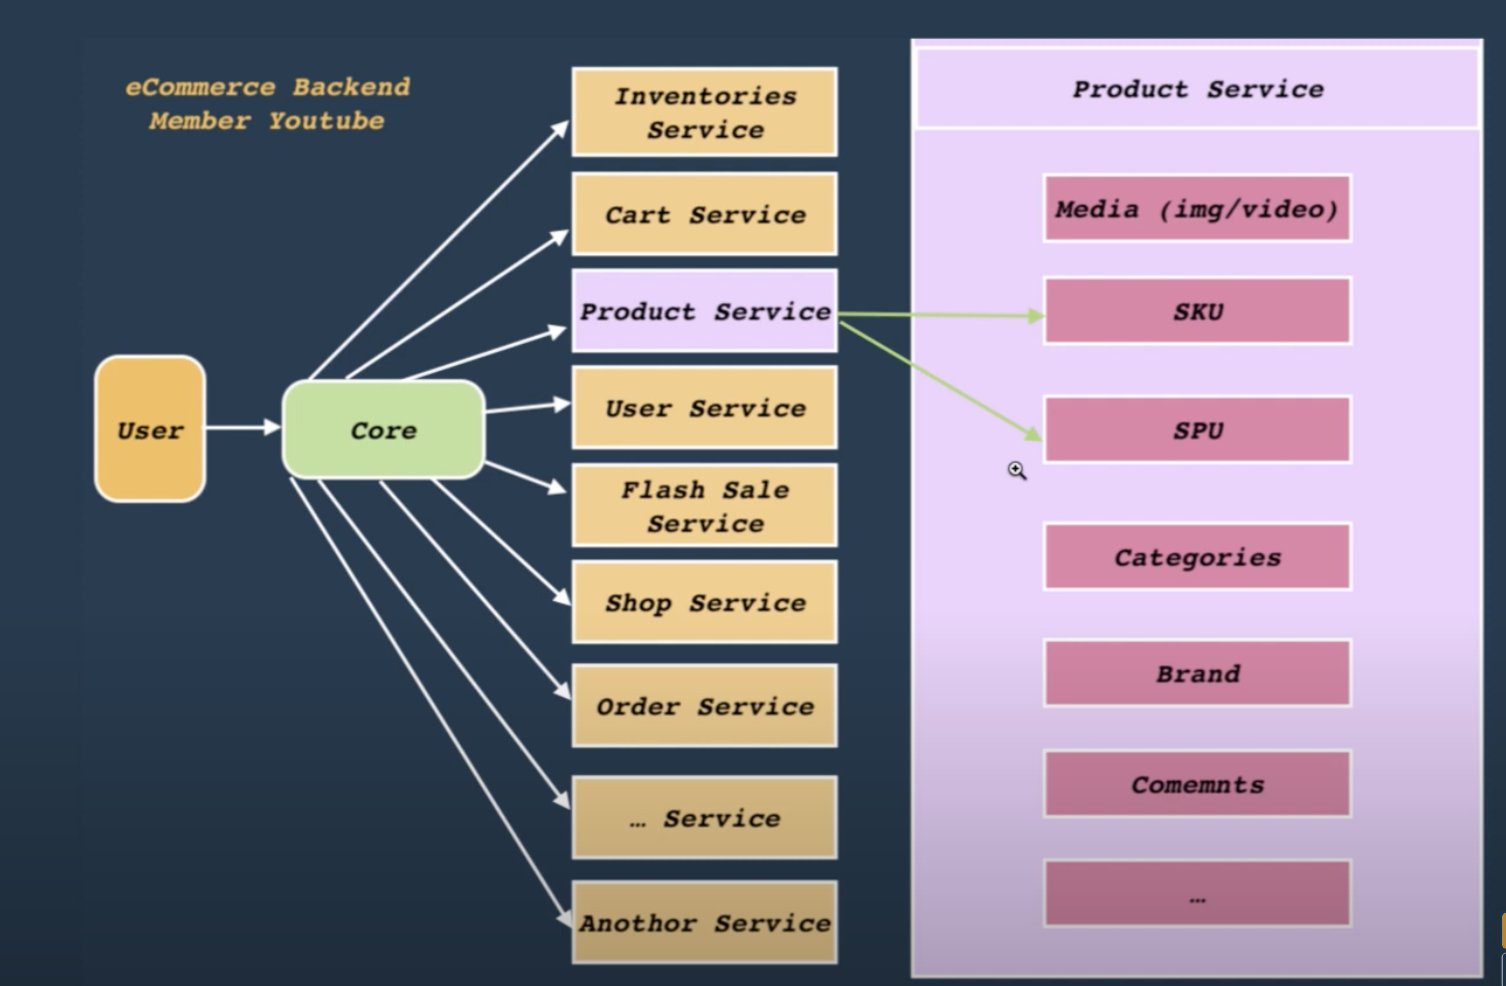 eCommerce Backend
Member Youtube
User
Core
Inventories
Service
Cart Service
Product Service
User Service
Flash Sale
Service
Shop Service
Order Service
… Service
Anothor Service
Product Service
Media (img/video)
SKU
SPU
Categories
Brand
Comemnts
…